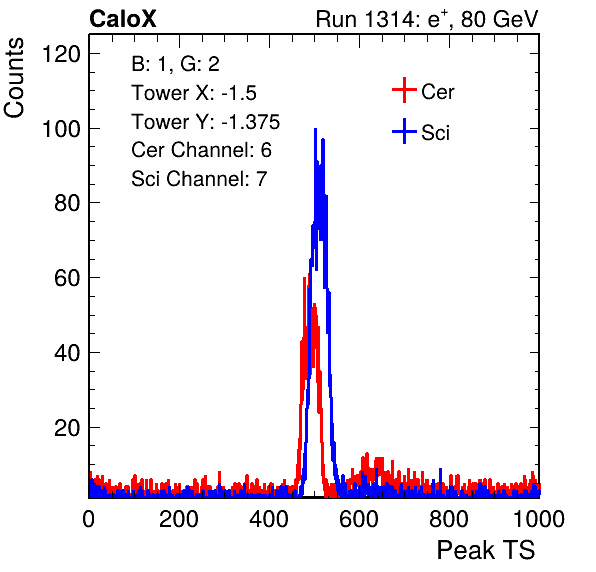 CaloX Run 1314: e⁺, 80 GeV
Counts
B: 1, G: 2
Tower X: -1.5
Tower Y: -1.375
Cer Channel: 6
Sci Channel: 7
Cer
Sci
120
100
80
60
40
20
0 200 400 600 800 1000
Peak TS